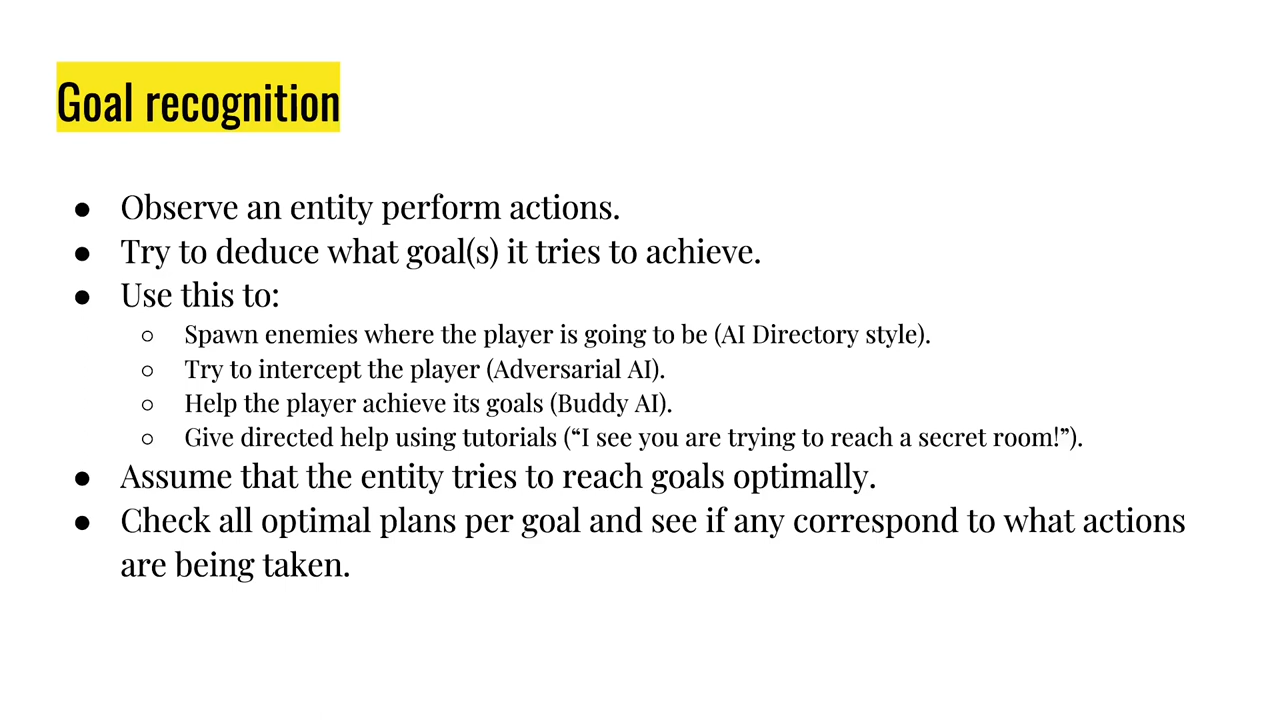 Goal recognition
● Observe an entity perform actions.
● Try to deduce what goal(s) it tries to achieve.
● Use this to:
○ Spawn enemies where the player is going to be (AI Directory style).
○ Try to intercept the player (Adversarial AI).
○ Help the player achieve its goals (Buddy AI).
○ Give directed help using tutorials (“I see you are trying to reach a secret room!”).
● Assume that the entity tries to reach goals optimally.
● Check all optimal plans per goal and see if any correspond to what actions
are being taken.